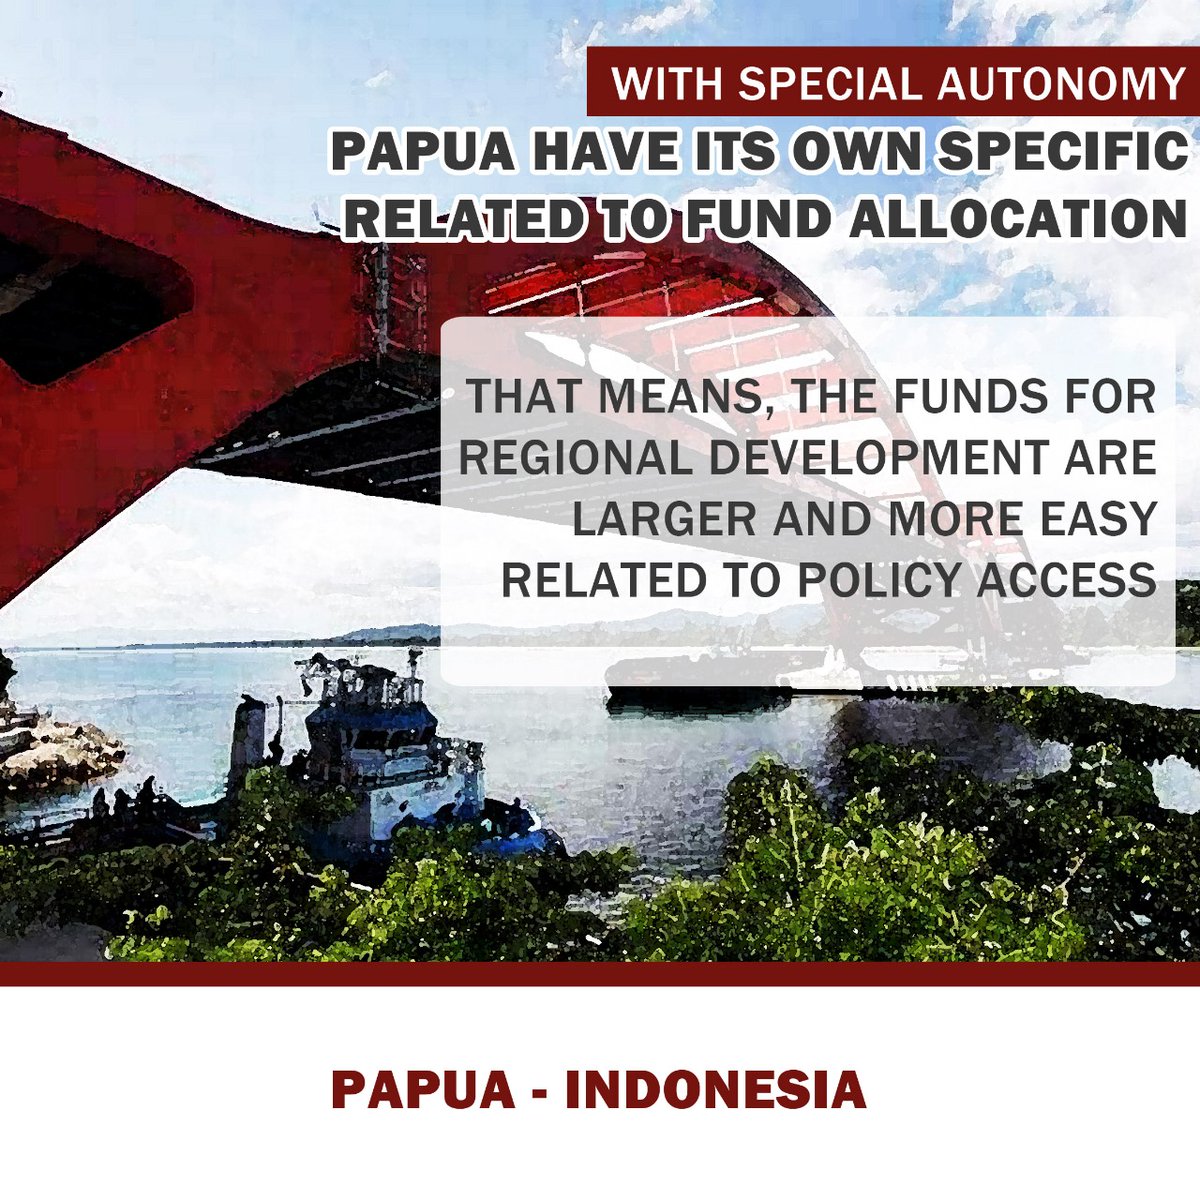 WITH SPECIAL AUTONOMY
PAPUA HAVE ITS OWN SPECIFIC
RELATED TO FUND ALLOCATION
THAT MEANS, THE FUNDS FOR
REGIONAL DEVELOPMENT ARE
LARGER AND MORE EASY
RELATED TO POLICY ACCESS
PAPUA - INDONESIA